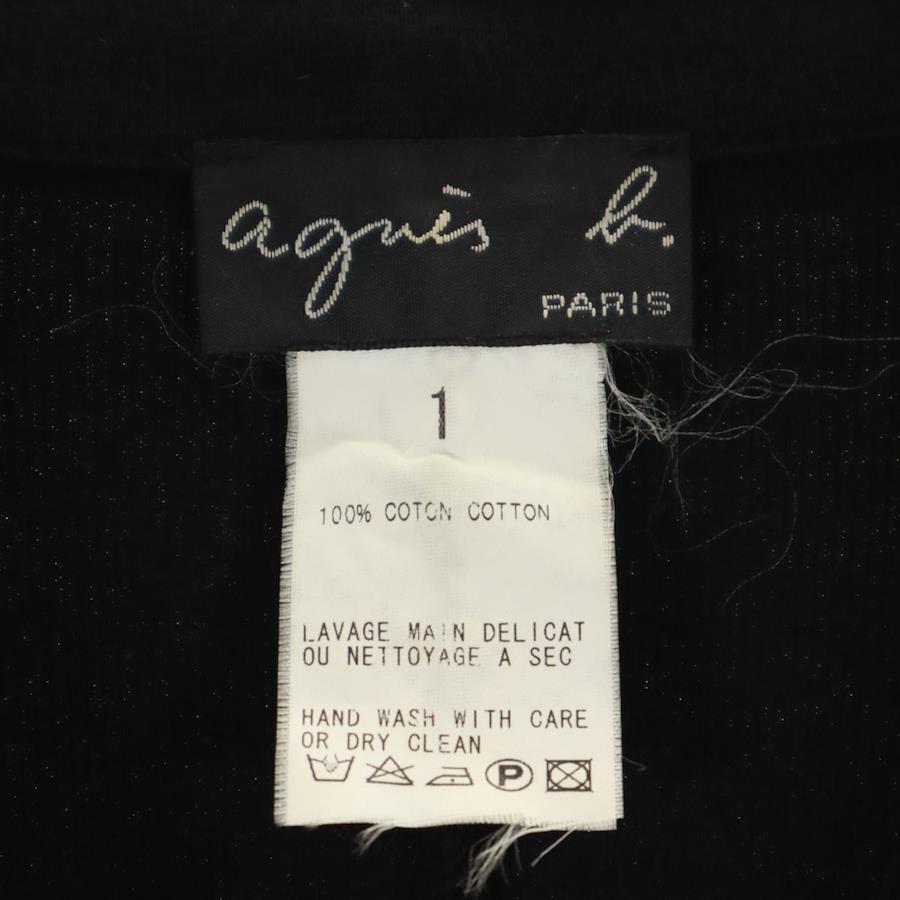 agnès b.
PARIS
1
100% COTON COTTON
LAVAGE MAIN DELICAT
OU NETTOYAGE A SEC
HAND WASH WITH CARE
OR DRY CLEAN
P